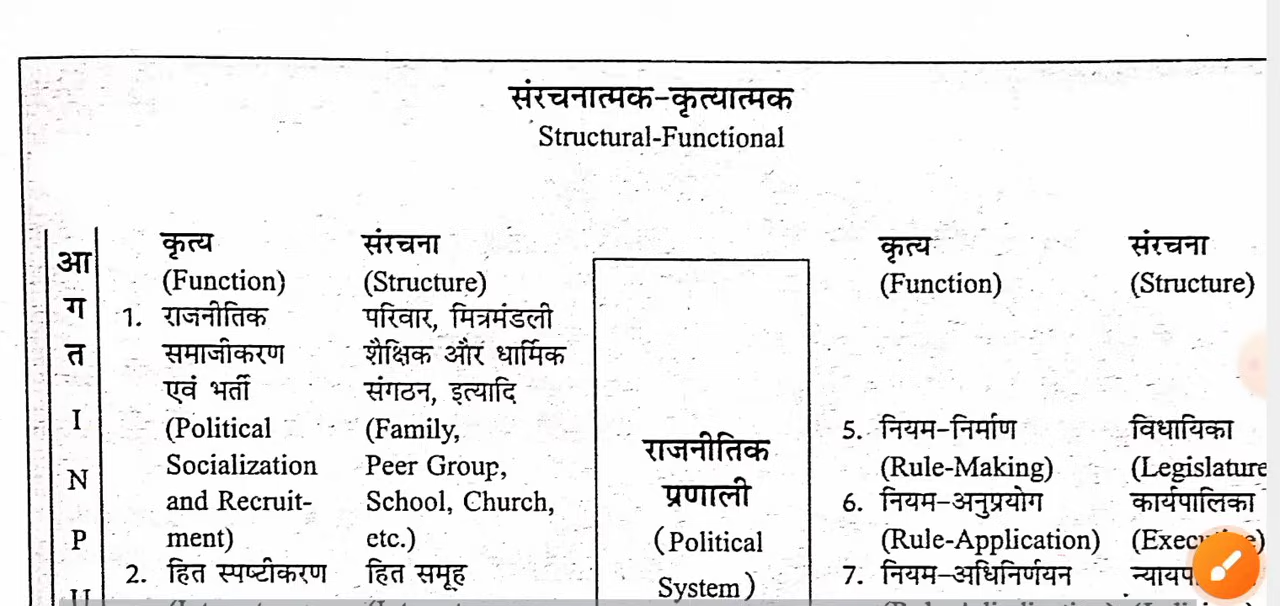 संरचनात्मक-कृत्यात्मक
Structural-Functional
आ
ग
त
I
N
P
U
कृत्य
(Function)
1. राजनीतिक
समाजीकरण
एवं भर्ती
(Political
Socialization
and Recruit-
ment)
2. हित स्पष्टीकरण
संरचना
(Structure)
परिवार, मित्रमंडली
शैक्षिक और धार्मिक
संगठन, इत्यादि
(Family,
Peer Group,
School, Church,
etc.)
हित समूह
राजनीतिक
प्रणाली
(Political
System)
कृत्य
(Function)
5. नियम-निर्माण
(Rule-Making)
6. नियम-अनुप्रयोग
(Rule-Application)
7. नियम-अधिनिर्णयन
संरचना
(Structure)
विधायिका
(Legislature
कार्यपालिका